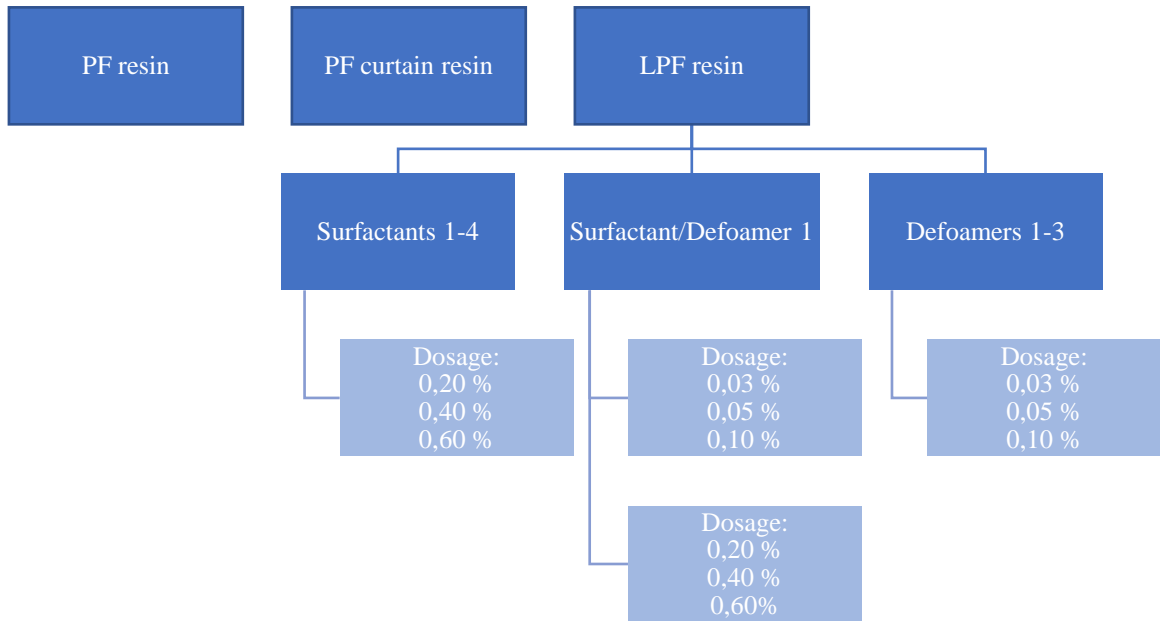 PF resin
PF curtain resin
LPF resin
Surfactants 1-4
Surfactant/Defoamer 1
Defoamers 1-3
Dosage:
0,20 %
0,40 %
0,60 %
Dosage:
0,03 %
0,05 %
0,10 %
Dosage:
0,03 %
0,05 %
0,10 %
Dosage:
0,20 %
0,40 %
0,60%